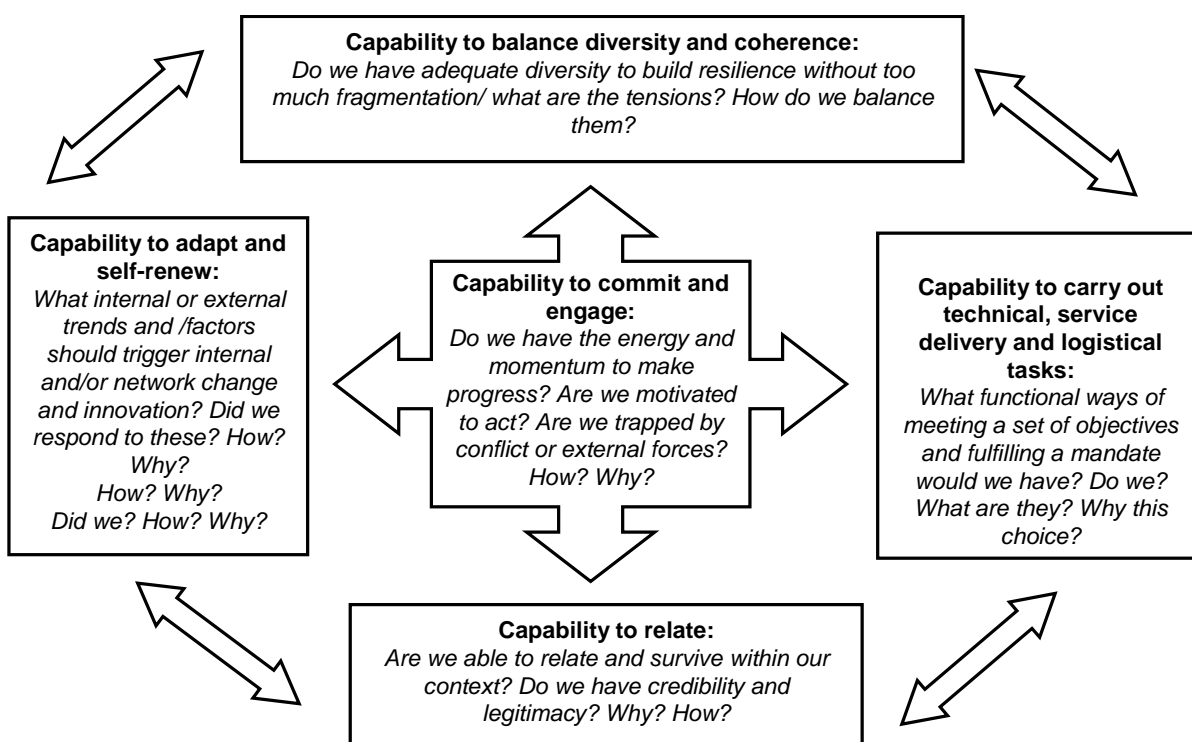 Capability to balance diversity and coherence:
Do we have adequate diversity to build resilience without too
much fragmentation/ what are the tensions? How do we balance
them?
Capability to adapt and
self-renew:
What internal or external
trends and /factors
should trigger internal
and/or network change
and innovation? Did we
respond to these? How?
Why?
How? Why?
Did we? How? Why?
Capability to commit and
engage:
Do we have the energy and
momentum to make
progress? Are we motivated
to act? Are we trapped by
conflict or external forces?
How? Why?
Capability to carry out
technical, service
delivery and logistical
tasks:
What functional ways of
meeting a set of objectives
and fulfilling a mandate
would we have? Do we?
What are they? Why this
choice?
Capability to relate:
Are we able to relate and survive within our
context? Do we have credibility and
legitimacy? Why? How?